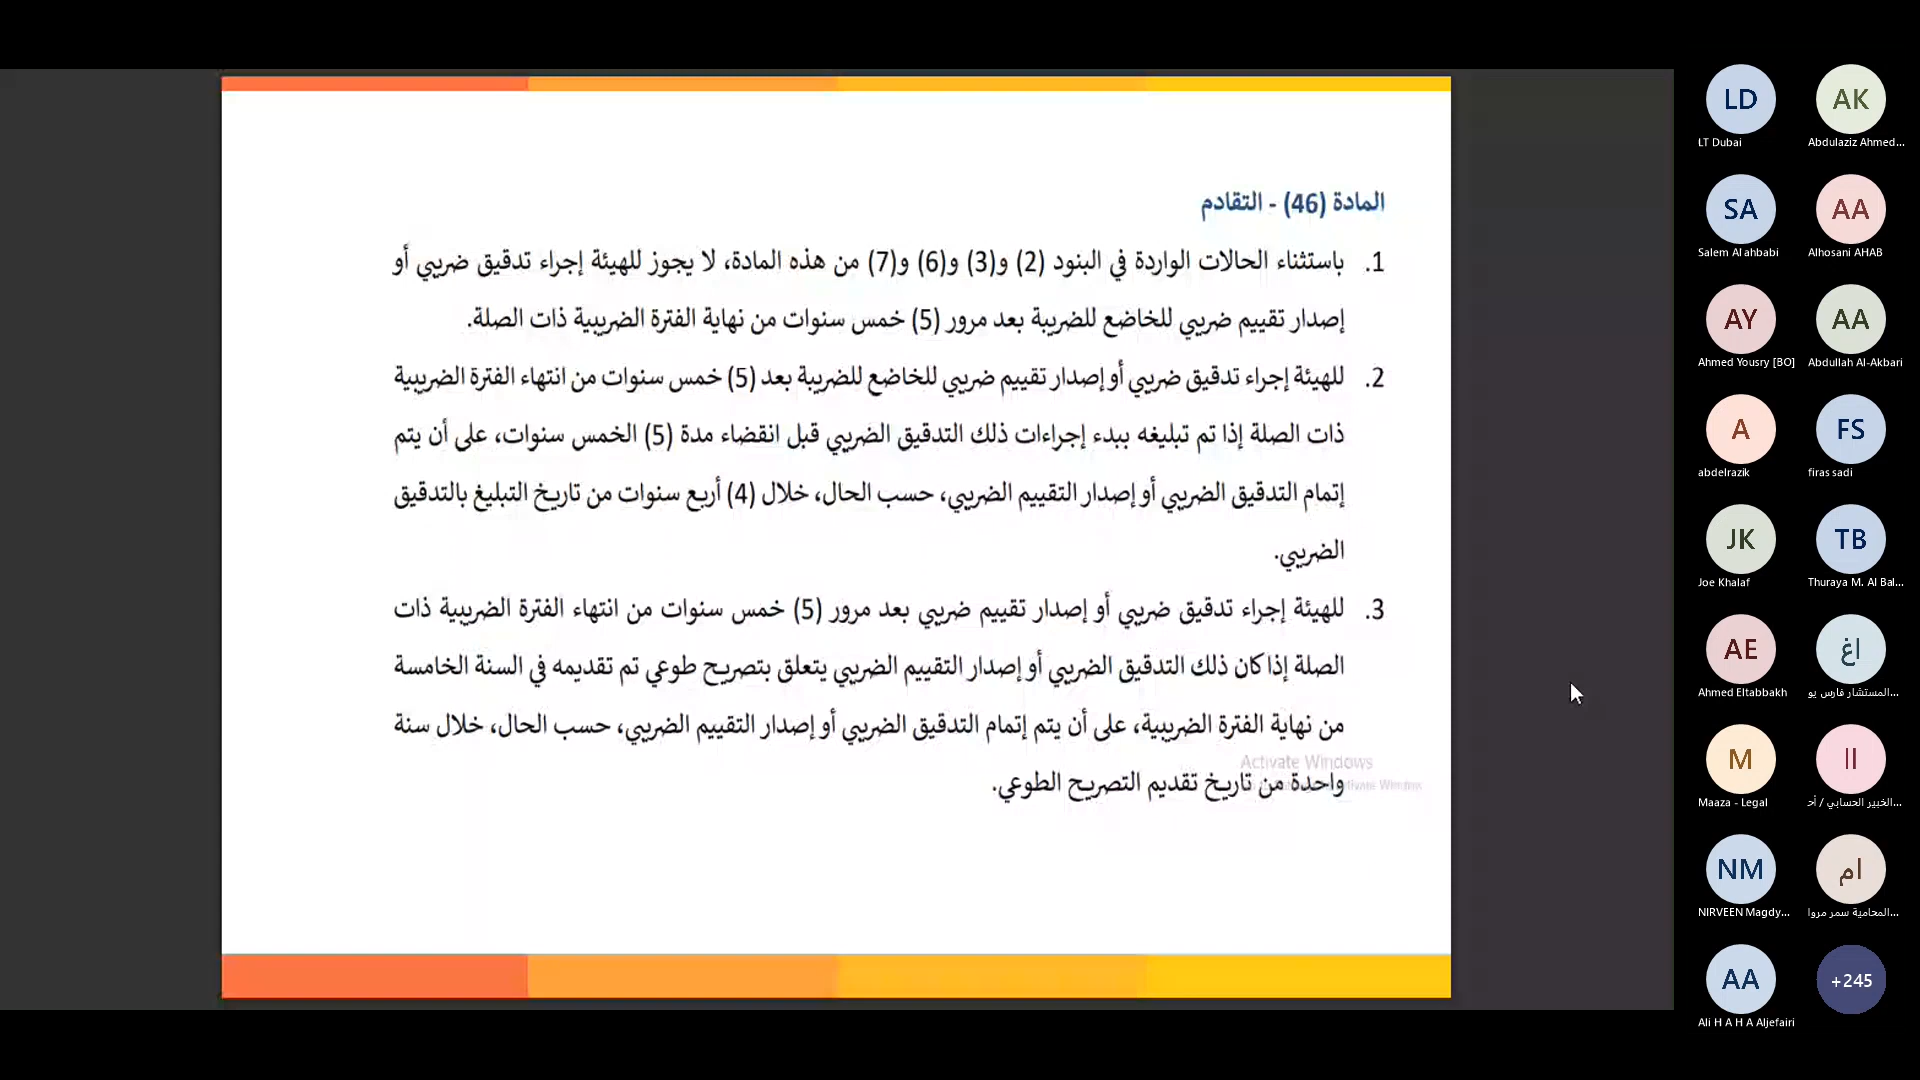 المادة (46) - التقادم
1. باستثناء الحالات الواردة في البنود (2) و(3) و(6) و(7) من هذه المادة، لا يجوز للهيئة إجراء تدقيق ضريبي أو
إصدار تقييم ضريبي للخاضع للضريبة بعد مرور (5) خمس سنوات من نهاية الفترة الضريبية ذات الصلة.
2. للهيئة إجراء تدقيق ضريبي أو إصدار تقييم ضريبي للخاضع للضريبة بعد (5) خمس سنوات من انتهاء الفترة الضريبية
ذات الصلة إذا تم تبليغه ببدء إجراءات ذلك التدقيق الضريبي قبل انقضاء مدة (5) الخمس سنوات، على أن يتم
إتمام التدقيق الضريبي أو إصدار التقييم الضريبي، حسب الحال، خلال (4) أربع سنوات من تاريخ التبليغ بالتدقيق
الضريبي.
3. للهيئة إجراء تدقيق ضريبي أو إصدار تقييم ضريبي بعد مرور (5) خمس سنوات من انتهاء الفترة الضريبية ذات
الصلة إذا كان ذلك التدقيق الضريبي أو إصدار التقييم الضريبي يتعلق بتصريح طوعي تم تقديمه في السنة الخامسة
من نهاية الفترة الضريبية، على أن يتم إتمام التدقيق الضريبي أو إصدار التقييم الضريبي، حسب الحال، خلال سنة
واحدة من تاريخ تقديم التصريح الطوعي.
Activate Windows
LD
LT Dubai
AK
Abdulaziz Ahmed...
SA
Salem Al ahbabi
AA
Alhosani AHAB
AY
Ahmed Yousry [BO]
AA
Abdullah Al-Akbari
A
abdelrazik
FS
firas sadi
JK
Joe Khalaf
TB
Thuraya M. Al Bal...
AE
Ahmed Eltabbakh
اغ
المستشار فارس يو...
M
Maaza - Legal
اا
الخبير الحسابي / أح...
NM
NIRVEEN Magdy...
ام
المحامية سمر مروا...
AA
Ali H A H A Aljefairi
+245